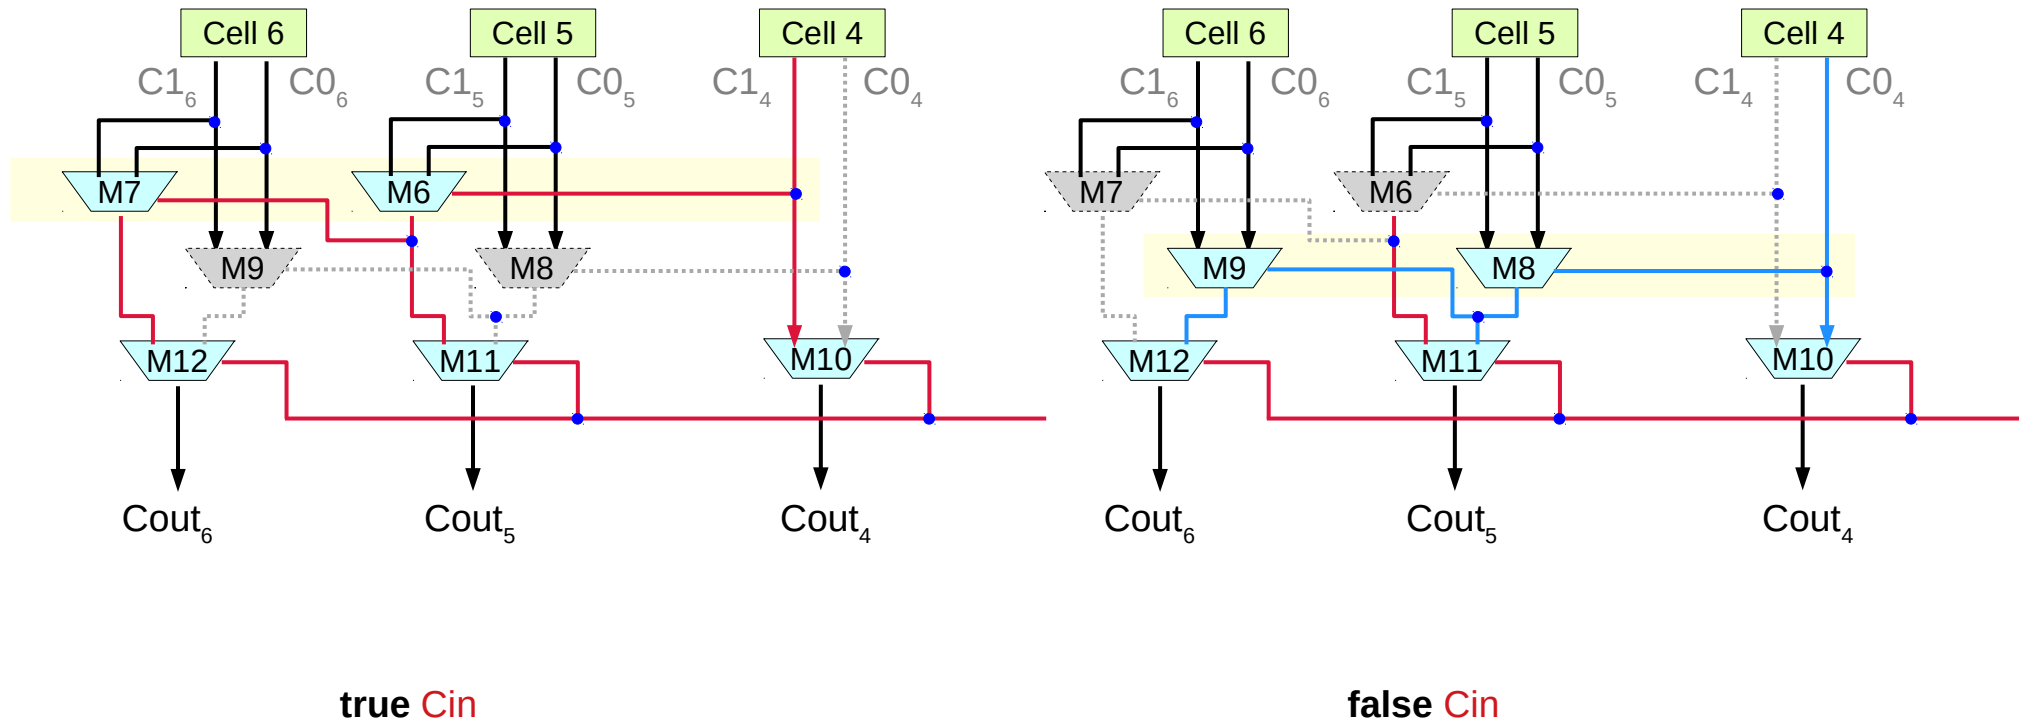 Cell 6 Cell 5 Cell 4 Cell 6 Cell 5 Cell 4
C1₆ C0₆ C1₅ C0₅ C1₄ C0₄ C1₆ C0₆ C1₅ C0₅ C1₄ C0₄
M7 M6 M7 M6
M9 M8 M9 M8
M12 M11 M10 M12 M11 M10
Cout₆ Cout₅ Cout₄ Cout₆ Cout₅ Cout₄
true Cin false Cin